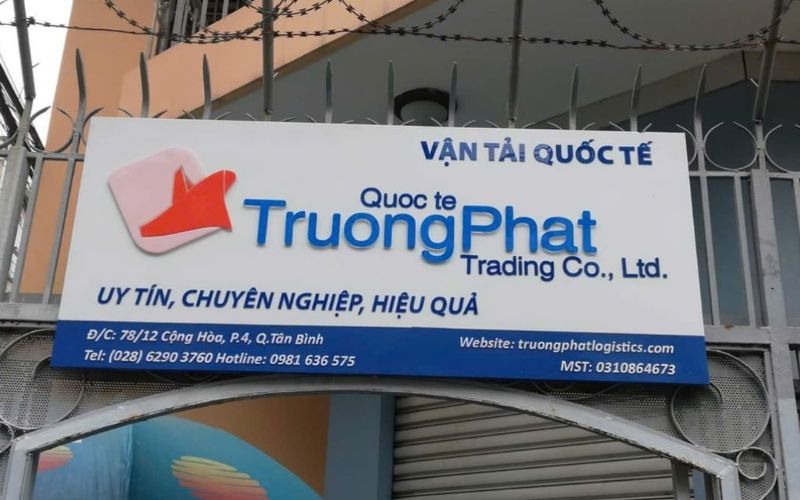 VẬN TẢI QUỐC TẾ
Quoc te
TruongPhat
Trading Co., Ltd.
UY TÍN, CHUYÊN NGHIỆP, HIỆU QUẢ
Đ/C: 78/12 Cộng Hòa, P.4, Q.Tân Bình
Tel: (028) 6290 3760 Hotline: 0981 636 575
Website: truongphatlogistics.com
MST: 0310864673